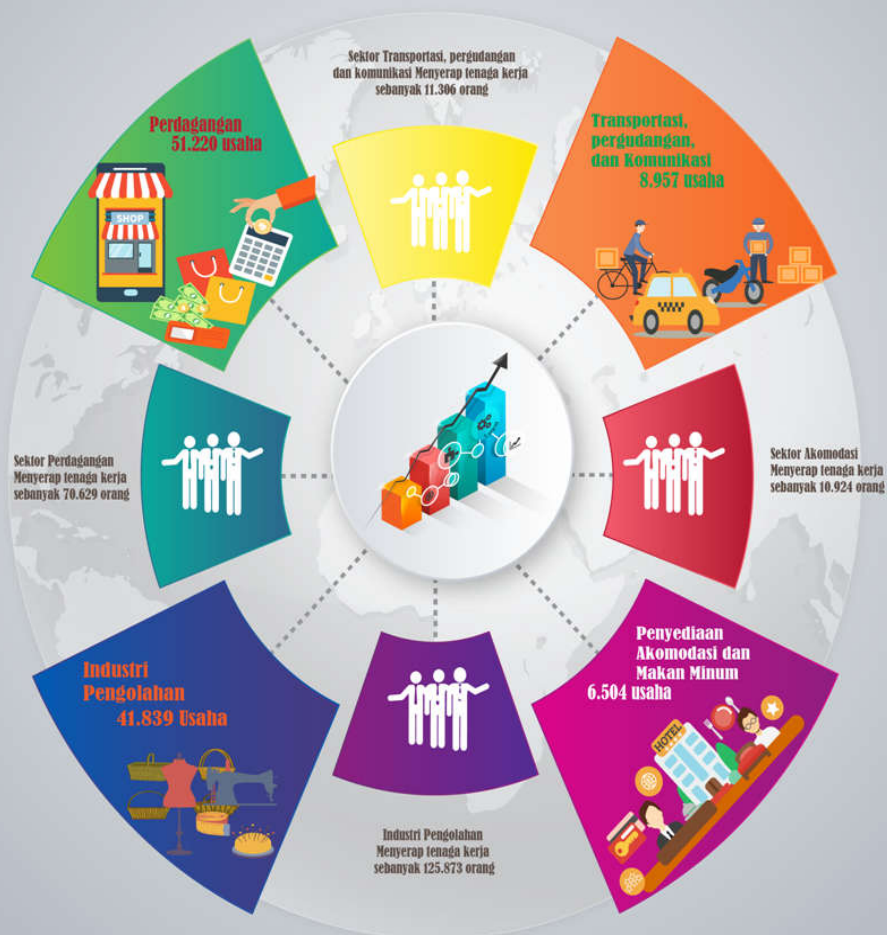 Sektor Transportasi, pergudangan
dan komunikasi Menyerap tenaga kerja
sebanyak 11.306 orang
Perdagangan
51.220 usaha
SHOP
Transportasi,
pergudangan,
dan Komunikasi
8.957 usaha
Sektor Perdagangan
Menyerap tenaga kerja
sebanyak 70.629 orang
Sektor Akomodasi
Menyerap tenaga kerja
sebanyak 10.924 orang
Industri
Pengolahan
41.839 Usaha
Penyediaan
Akomodasi dan
Makan Minum
6.504 usaha
HOTEL
Industri Pengolahan
Menyerap tenaga kerja
sebanyak 125.873 orang